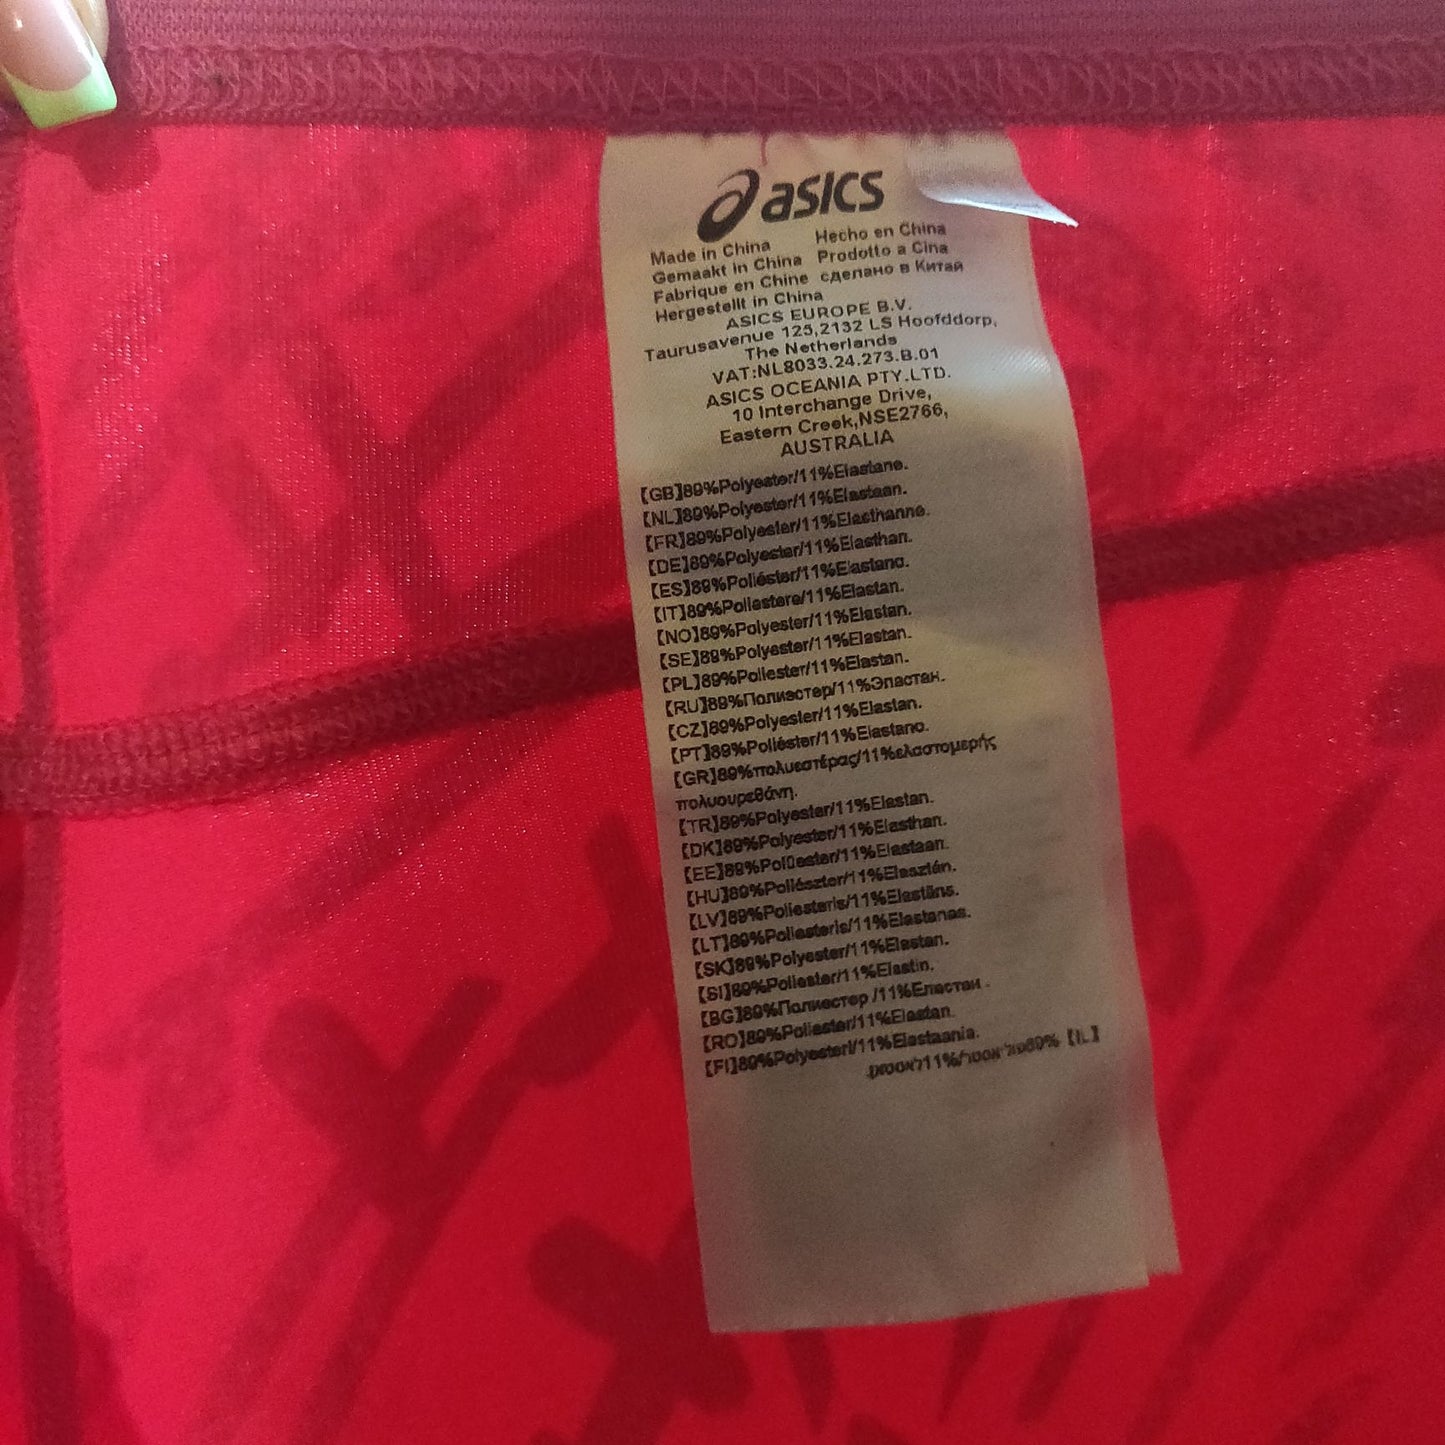 asics
Made in China Hecho en China
Gemaakt in China Prodotto a Cina
Fabrique en Chine сделано в Китай
Hergestellt in China
ASICS EUROPE B.V.
Taurusavenue 125,2132 LS Hoofddorp,
The Netherlands
VAT:NL8033.24.273.B.01
ASICS OCEANIA PTY.LTD.
10 Interchange Drive,
Eastern Creek,NSE2766,
AUSTRALIA
【GB】89%Polyester/11%Elastane.
【NL】89%Polyester/11%Elastaan.
【FR】89%Polyester/11%Elasthanne.
【DE】89%Polyester/11%Elasthan.
【ES】89%Poliéster/11%Elastano.
【IT】89%Poliestere/11%Elastan.
【NO】89%Polyester/11%Elastan.
【SE】89%Polyester/11%Elastan.
【PL】89%Poliester/11%Elastan.
【RU】89%Полиэстер/11%Эластан.
【CZ】89%Polyester/11%Elastan.
【PT】89%Poliéster/11%Elastano.
【GR】89%πολυεστέρας/11%ελαστομερής
πολυουρεθάνη.
【TR】89%Polyester/11%Elastan.
【DK】89%Polyester/11%Elasthan.
【EE】89%Polüester/11%Elastaan.
【HU】89%Poliészter/11%Elasztán.
【LV】89%Poliesteris/11%Elastāns.
【LT】89%Poliesteris/11%Elastanas.
【SK】89%Polyester/11%Elastan.
【SI】89%Poliester/11%Elastin.
【BG】89%Полиестер /11%Еластан .
【RO】89%Poliester/11%Elastan.
【FI】89%Polyesteri/11%Elastaania.
【IL】 89%